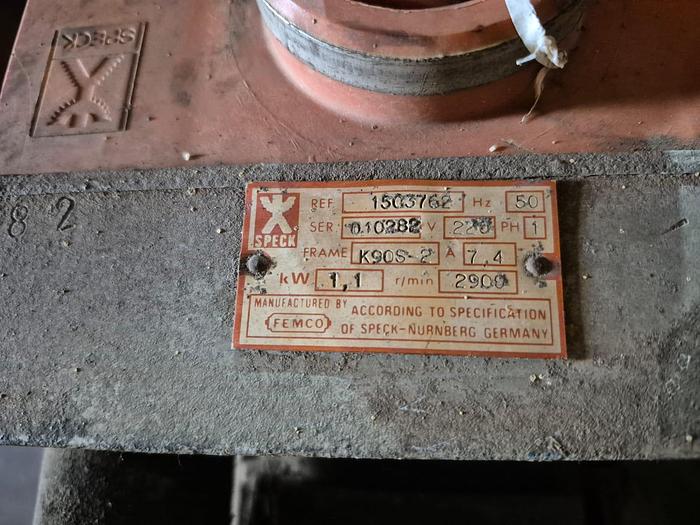 SPECK
82
SPECK
REF. 1503762 Hz 50
SER. 010282 V 220 PH 1
FRAME K90S-2 A 7,4
kW 1,1 r/min 2900
MANUFACTURED BY FEMCO
ACCORDING TO SPECIFICATION
OF SPECK-NURNBERG GERMANY